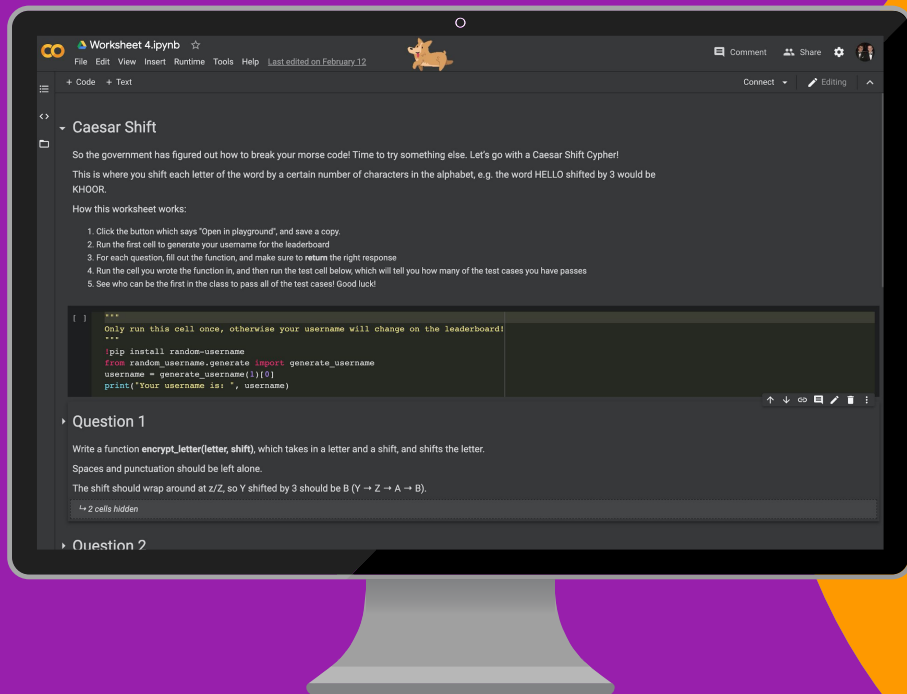 CO Worksheet 4.ipynb
File Edit View Insert Runtime Tools Help Last edited on February 12
Comment Share
+ Code + Text
Connect Editing
Caesar Shift
So the government has figured out how to break your morse code! Time to try something else. Let's go with a Caesar Shift Cypher!
This is where you shift each letter of the word by a certain number of characters in the alphabet, e.g. the word HELLO shifted by 3 would be
KHOOR.
How this worksheet works:
1. Click the button which says "Open in playground", and save a copy.
2. Run the first cell to generate your username for the leaderboard
3. For each question, fill out the function, and make sure to return the right response
4. Run the cell you wrote the function in, and then run the test cell below, which will tell you how many of the test cases you have passes
5. See who can be the first in the class to pass all of the test cases! Good luck!
[ ] """
Only run this cell once, otherwise your username will change on the leaderboard!
"""
!pip install random-username
from random_username.generate import generate_username
username = generate_username(1)[0]
print("Your username is: ", username)
Question 1
Write a function encrypt_letter(letter, shift), which takes in a letter and a shift, and shifts the letter.
Spaces and punctuation should be left alone.
The shift should wrap around at z/Z, so Y shifted by 3 should be B (Y → Z → A → B).
↳ 2 cells hidden
Question 2